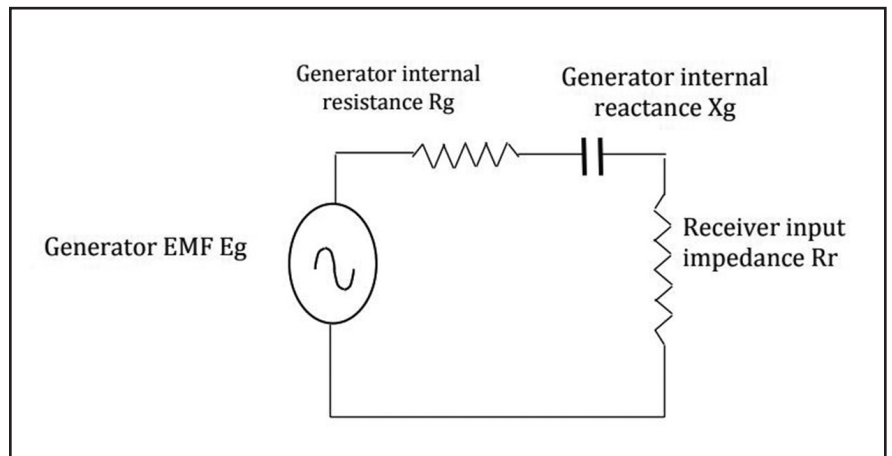 Generator internal
resistance Rg
Generator internal
reactance Xg
Generator EMF Eg
Receiver input
impedance Rr